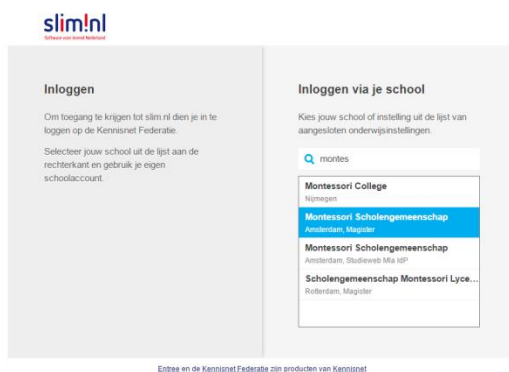 slim!nl
Software voor kennis Nederland
Inloggen
Om toegang te krijgen tot slim.nl dien je in te
loggen op de Kennisnet Federatie.
Selecteer jouw school uit de lijst aan de
rechterkant en gebruik je eigen
schoolaccount.
Inloggen via je school
Kies jouw school of instelling uit de lijst van
aangesloten onderwijsinstellingen.
montes
Montessori College
Nijmegen
Montessori Scholengemeenschap
Amsterdam, Magister
Montessori Scholengemeenschap
Amsterdam, Studieweb Mla IdP
Scholengemeenschap Montessori Lyce...
Rotterdam, Magister
Entree en de Kennisnet Federatie zijn producten van Kennisnet